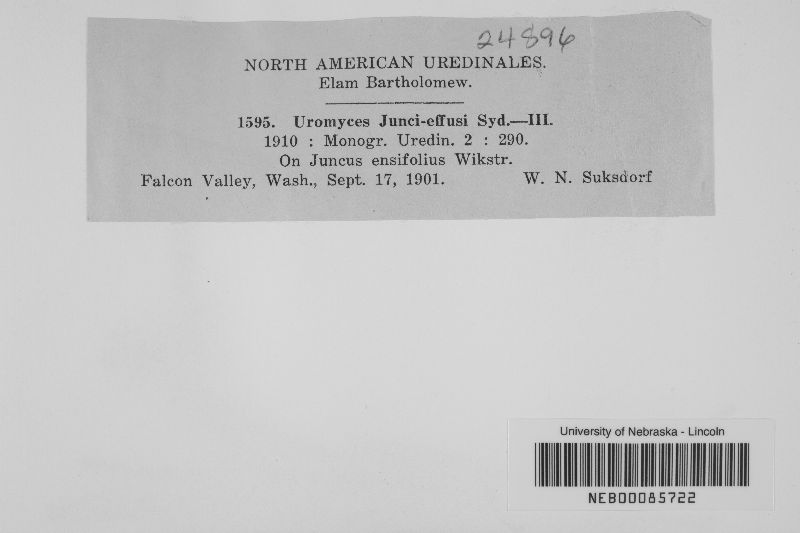 24896
NORTH AMERICAN UREDINALES.
Elam Bartholomew.
1595. Uromyces Junci-effusi Syd.—III.
1910 : Monogr. Uredin. 2 : 290.
On Juncus ensifolius Wikstr.
Falcon Valley, Wash., Sept. 17, 1901. W. N. Suksdorf
University of Nebraska - Lincoln
NEB00085722